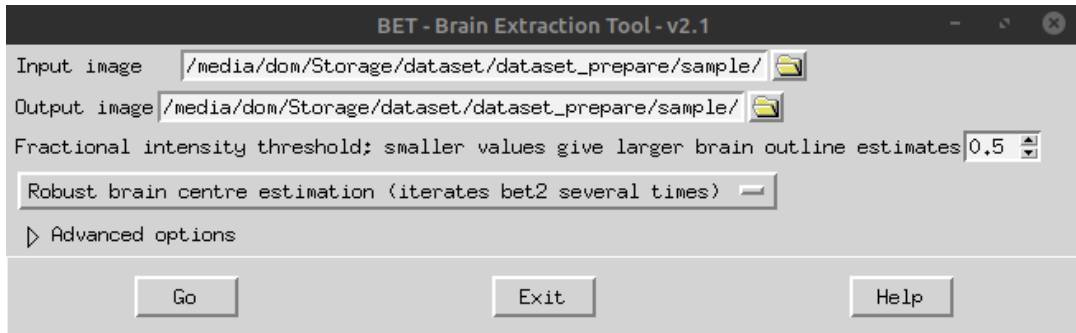 BET - Brain Extraction Tool - v2.1
Input image /media/dom/Storage/dataset/dataset_prepare/sample/
Output image /media/dom/Storage/dataset/dataset_prepare/sample/
Fractional intensity threshold; smaller values give larger brain outline estimates 0.5
Robust brain centre estimation (iterates bet2 several times)
Advanced options
Go Exit Help